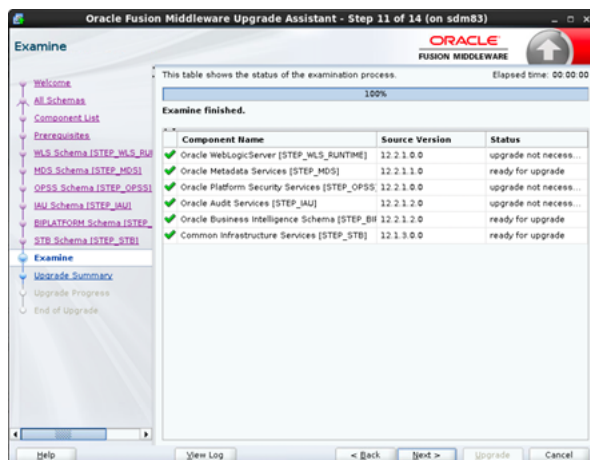 Oracle Fusion Middleware Upgrade Assistant - Step 11 of 14 (on sdm83)
Examine
ORACLE
FUSION MIDDLEWARE
Welcome
All Schemas
Component List
Prerequisites
WLS Schema [STEP_WLS_RU
MDS Schema [STEP_MDS]
OPSS Schema [STEP_OPSS]
IAU Schema [STEP_IAU]
BIPLATFORM Schema [STEP_
STB Schema [STEP_STB]
Examine
Upgrade Summary
Upgrade Progress
End of Upgrade
This table shows the status of the examination process. Elapsed time: 00:00:00
100%
Examine finished.
Component Name Source Version Status
Oracle WebLogicServer [STEP_WLS_RUNTIME] 12.2.1.0.0 upgrade not necess...
Oracle Metadata Services [STEP_MDS] 12.2.1.1.0 ready for upgrade
Oracle Platform Security Services [STEP_OPSS] 12.2.1.0.0 upgrade not necess...
Oracle Audit Services [STEP_IAU] 12.2.1.2.0 upgrade not necess...
Oracle Business Intelligence Schema [STEP_BI 12.2.1.2.0 ready for upgrade
Common Infrastructure Services [STEP_STB] 12.1.3.0.0 ready for upgrade
Help View Log < Back Next > Upgrade Cancel